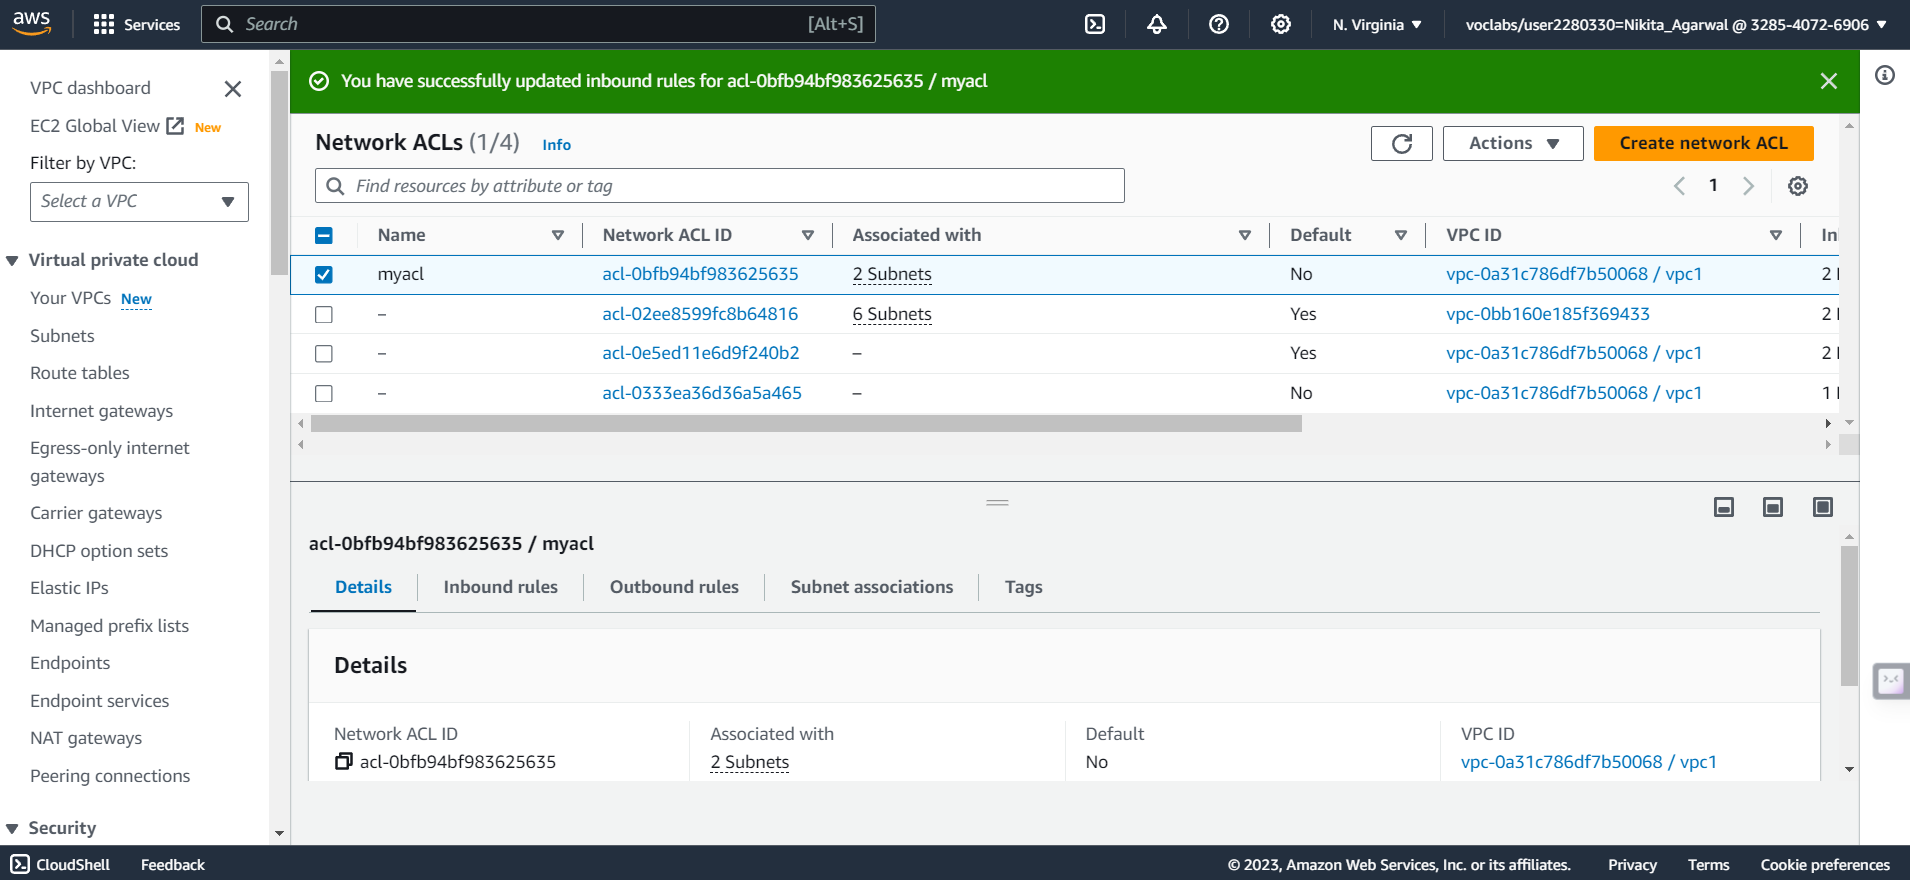 aws
Services
Search
[Alt+S]
N. Virginia
voclabs/user2280330=Nikita_Agarwal @ 3285-4072-6906
VPC dashboard
EC2 Global View New
Filter by VPC:
Select a VPC
Virtual private cloud
Your VPCs New
Subnets
Route tables
Internet gateways
Egress-only internet
gateways
Carrier gateways
DHCP option sets
Elastic IPs
Managed prefix lists
Endpoints
Endpoint services
NAT gateways
Peering connections
Security
You have successfully updated inbound rules for acl-0bfb94bf983625635 / myacl
Network ACLs (1/4) Info
Actions
Create network ACL
Find resources by attribute or tag
1
Name Network ACL ID Associated with Default VPC ID
myacl acl-0bfb94bf983625635 2 Subnets No vpc-0a31c786df7b50068 / vpc1 2
– acl-02ee8599fc8b64816 6 Subnets Yes vpc-0bb160e185f369433 2
– acl-0e5ed11e6d9f240b2 – Yes vpc-0a31c786df7b50068 / vpc1 2
– acl-0333ea36d36a5a465 – No vpc-0a31c786df7b50068 / vpc1 1
acl-0bfb94bf983625635 / myacl
Details Inbound rules Outbound rules Subnet associations Tags
Details
Network ACL ID
acl-0bfb94bf983625635
Associated with
2 Subnets
Default
No
VPC ID
vpc-0a31c786df7b50068 / vpc1
CloudShell Feedback
© 2023, Amazon Web Services, Inc. or its affiliates. Privacy Terms Cookie preferences